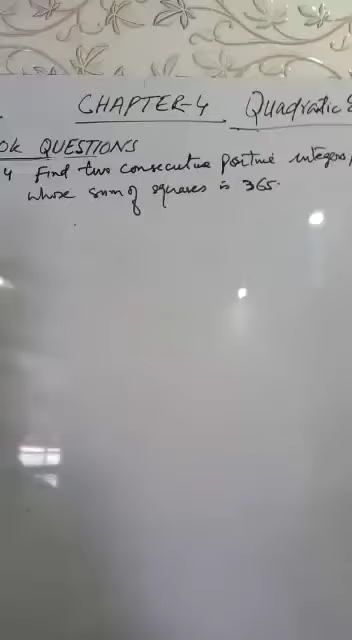 CHAPTER-4 Quadratic E
OK QUESTIONS
4 Find two consecutive positive integers,
whose sum of squares is 365.